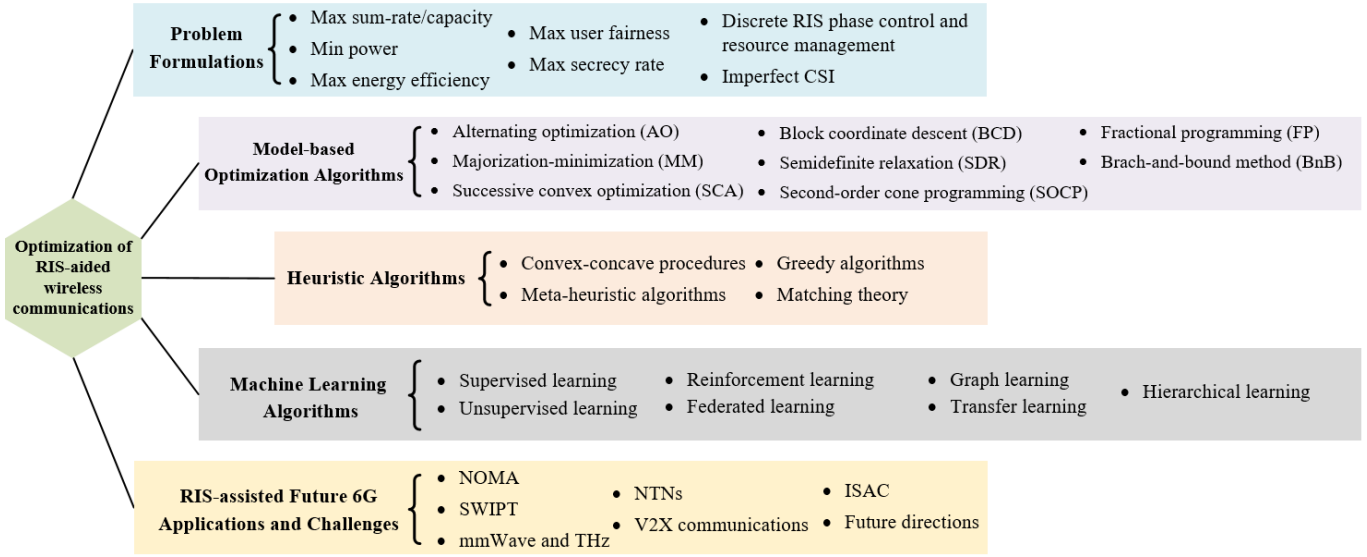 Optimization of
RIS-aided
wireless
communications
Problem
Formulations
• Max sum-rate/capacity
• Min power
• Max energy efficiency
• Max user fairness
• Max secrecy rate
• Discrete RIS phase control and
resource management
• Imperfect CSI
Model-based
Optimization Algorithms
• Alternating optimization (AO)
• Majorization-minimization (MM)
• Successive convex optimization (SCA)
• Block coordinate descent (BCD)
• Semidefinite relaxation (SDR)
• Second-order cone programming (SOCP)
• Fractional programming (FP)
• Brach-and-bound method (BnB)
Heuristic Algorithms
• Convex-concave procedures
• Meta-heuristic algorithms
• Greedy algorithms
• Matching theory
Machine Learning
Algorithms
• Supervised learning
• Unsupervised learning
• Reinforcement learning
• Federated learning
• Graph learning
• Transfer learning
• Hierarchical learning
RIS-assisted Future 6G
Applications and Challenges
• NOMA
• SWIPT
• mmWave and THz
• NTNs
• V2X communications
• ISAC
• Future directions